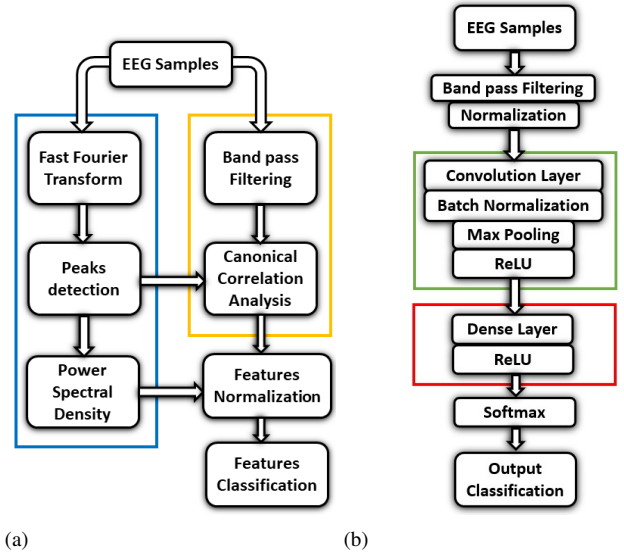 EEG Samples
Fast Fourier
Transform
Band pass
Filtering
Peaks
detection
Canonical
Correlation
Analysis
Power
Spectral
Density
Features
Normalization
Features
Classification
(a)
EEG Samples
Band pass Filtering
Normalization
Convolution Layer
Batch Normalization
Max Pooling
ReLU
Dense Layer
ReLU
Softmax
Output
Classification
(b)